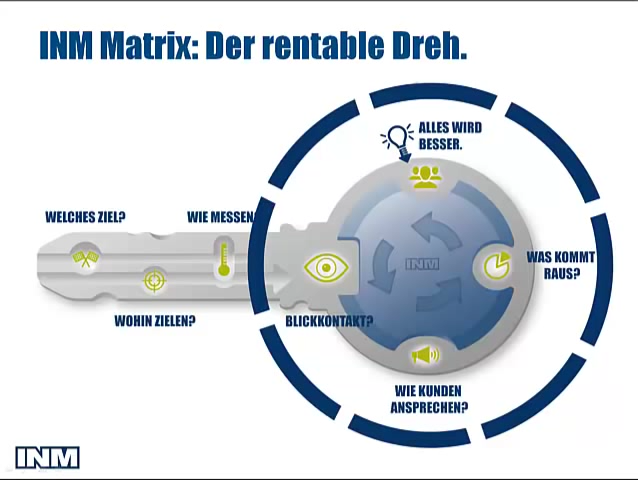 INM Matrix: Der rentable Dreh.
ALLES WIRD
BESSER.
WELCHES ZIEL?
WIE MESSEN
WAS KOMMT
RAUS?
INM
WOHIN ZIELEN?
BLICKKONTAKT?
WIE KUNDEN
ANSPRECHEN?
INM